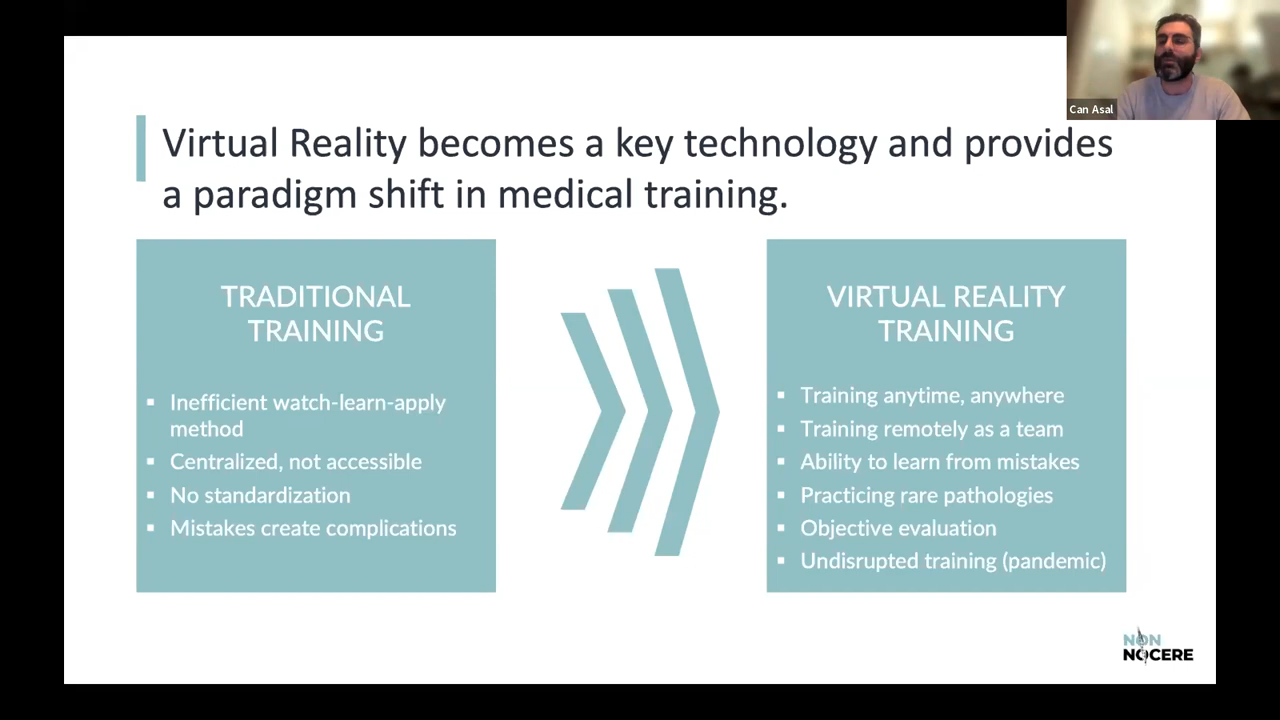 Can Asal
Virtual Reality becomes a key technology and provides
a paradigm shift in medical training.
TRADITIONAL
TRAINING
▪ Inefficient watch-learn-apply
method
▪ Centralized, not accessible
▪ No standardization
▪ Mistakes create complications
VIRTUAL REALITY
TRAINING
▪ Training anytime, anywhere
▪ Training remotely as a team
▪ Ability to learn from mistakes
▪ Practicing rare pathologies
▪ Objective evaluation
▪ Undisrupted training (pandemic)
NON
NOCERE